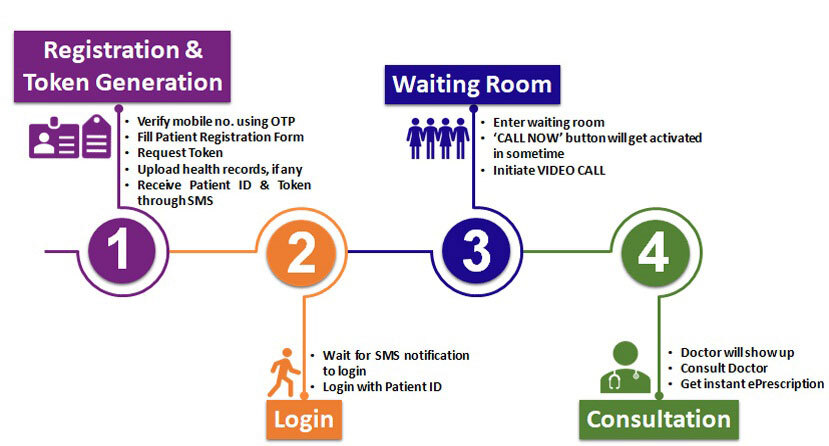 Registration &
Token Generation
• Verify mobile no. using OTP
• Fill Patient Registration Form
• Request Token
• Upload health records, if any
• Receive Patient ID & Token
through SMS
1
2
• Wait for SMS notification
to login
• Login with Patient ID
Login
Waiting Room
• Enter waiting room
• ‘CALL NOW’ button will get activated
in sometime
• Initiate VIDEO CALL
3
4
• Doctor will show up
• Consult Doctor
• Get instant ePrescription
Consultation